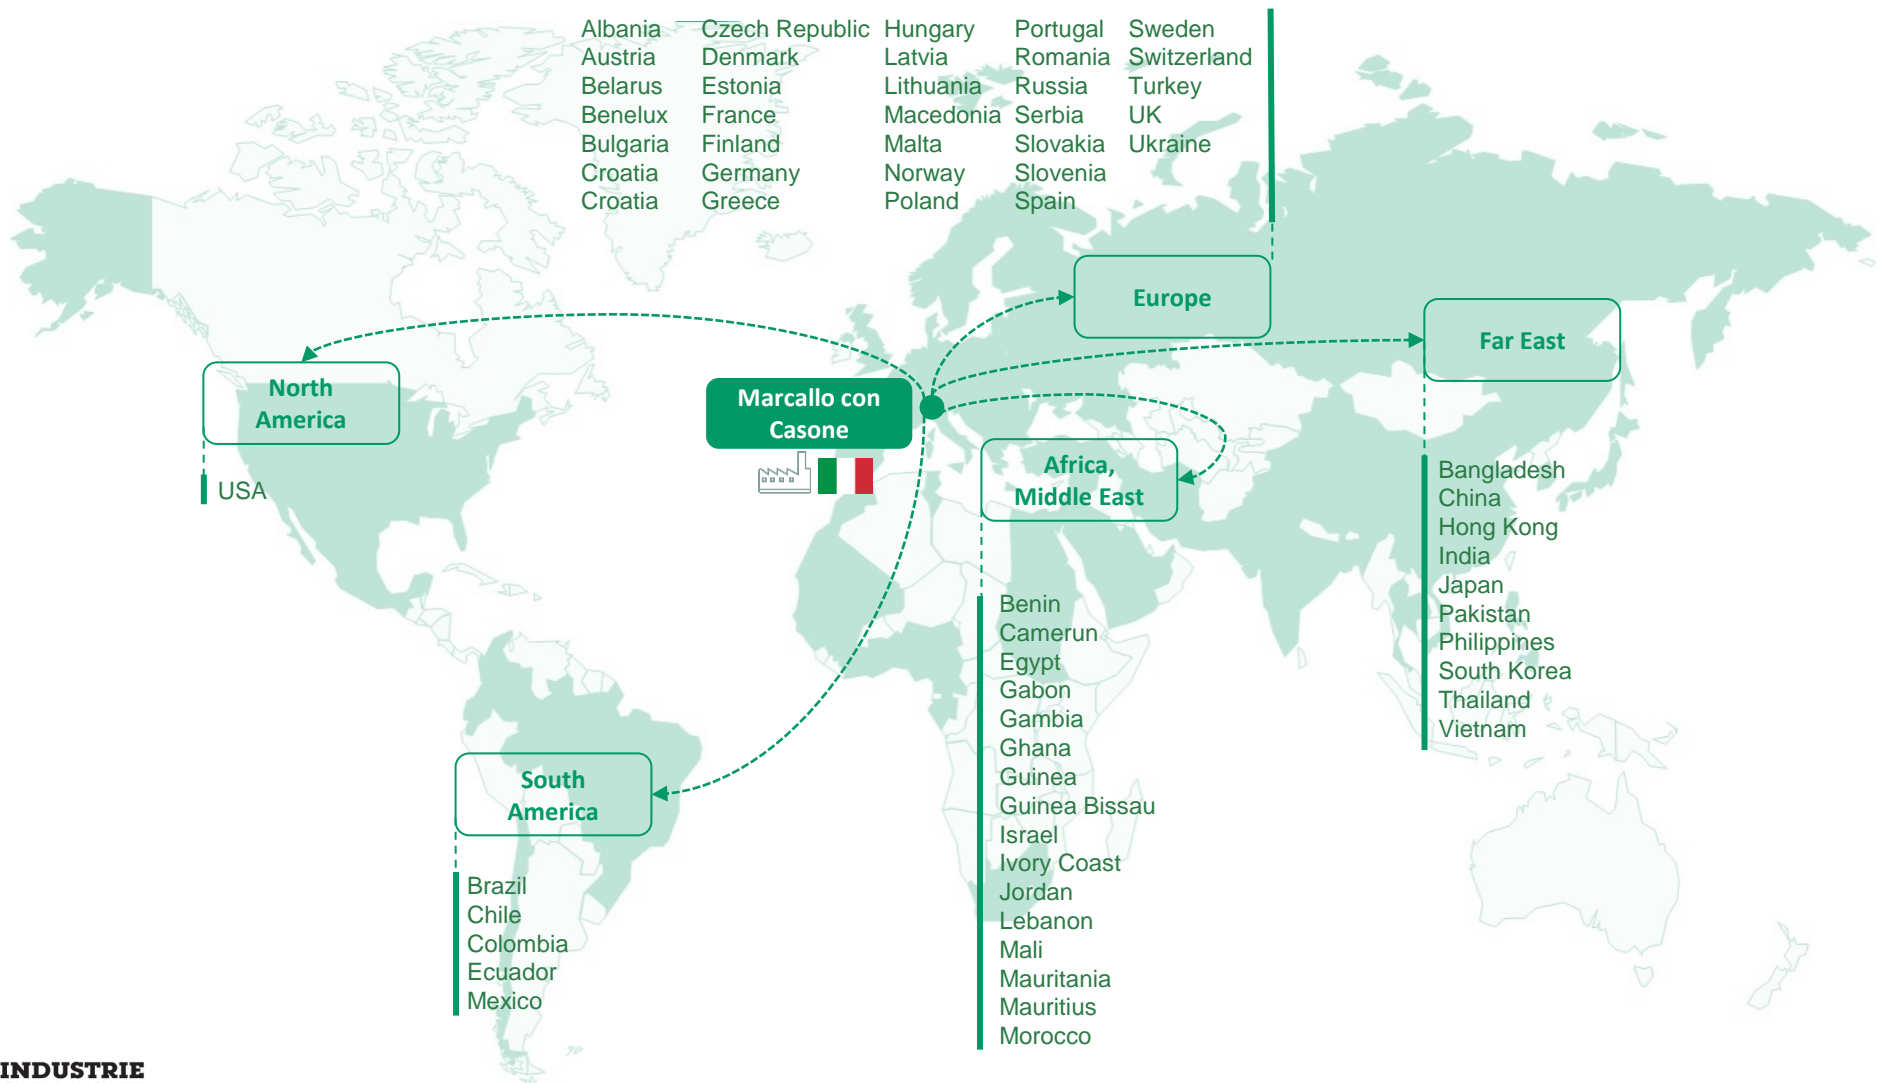 Albania
Austria
Belarus
Benelux
Bulgaria
Croatia
Croatia
Czech Republic
Denmark
Estonia
France
Finland
Germany
Greece
Hungary
Latvia
Lithuania
Macedonia
Malta
Norway
Poland
Portugal
Romania
Russia
Serbia
Slovakia
Slovenia
Spain
Sweden
Switzerland
Turkey
UK
Ukraine
Europe
Far East
North
America
USA
Marcallo con
Casone
Africa,
Middle East
Bangladesh
China
Hong Kong
India
Japan
Pakistan
Philippines
South Korea
Thailand
Vietnam
Benin
Camerun
Egypt
Gabon
Gambia
Ghana
Guinea
Guinea Bissau
Israel
Ivory Coast
Jordan
Lebanon
Mali
Mauritania
Mauritius
Morocco
South
America
Brazil
Chile
Colombia
Ecuador
Mexico
INDUSTRIE